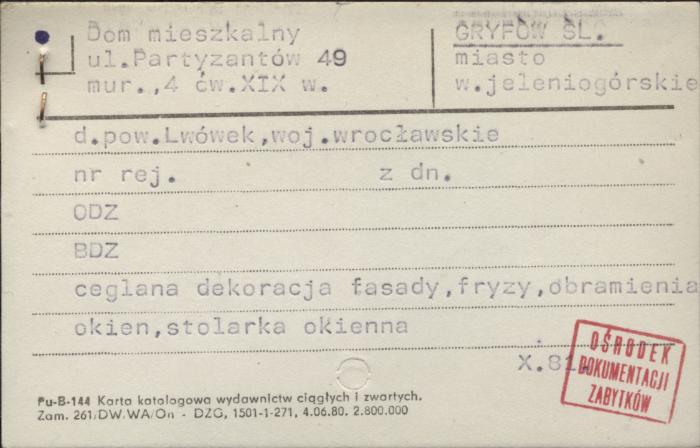 Dom mieszkalny
ul.Partyzantów 49
mur.,4 ćw.XIX w.
GRYFÓW ŚL.
miasto
w.jeleniogórskie
d.pow.Lwówek,woj.wrocławskie
nr rej. z dn.
ODZ
BDZ
ceglana dekoracja fasady,fryzy,obramienia
okien,stolarka okienna
X.81.
OŚRODEK
DOKUMENTACJI
ZABYTKÓW
Pu-B-144 Karta katalogowa wydawnictw ciągłych i zwartych.
Zam. 261/DW/WA/On - DZG, 1501-1-271, 4.06.80. 2.800.000